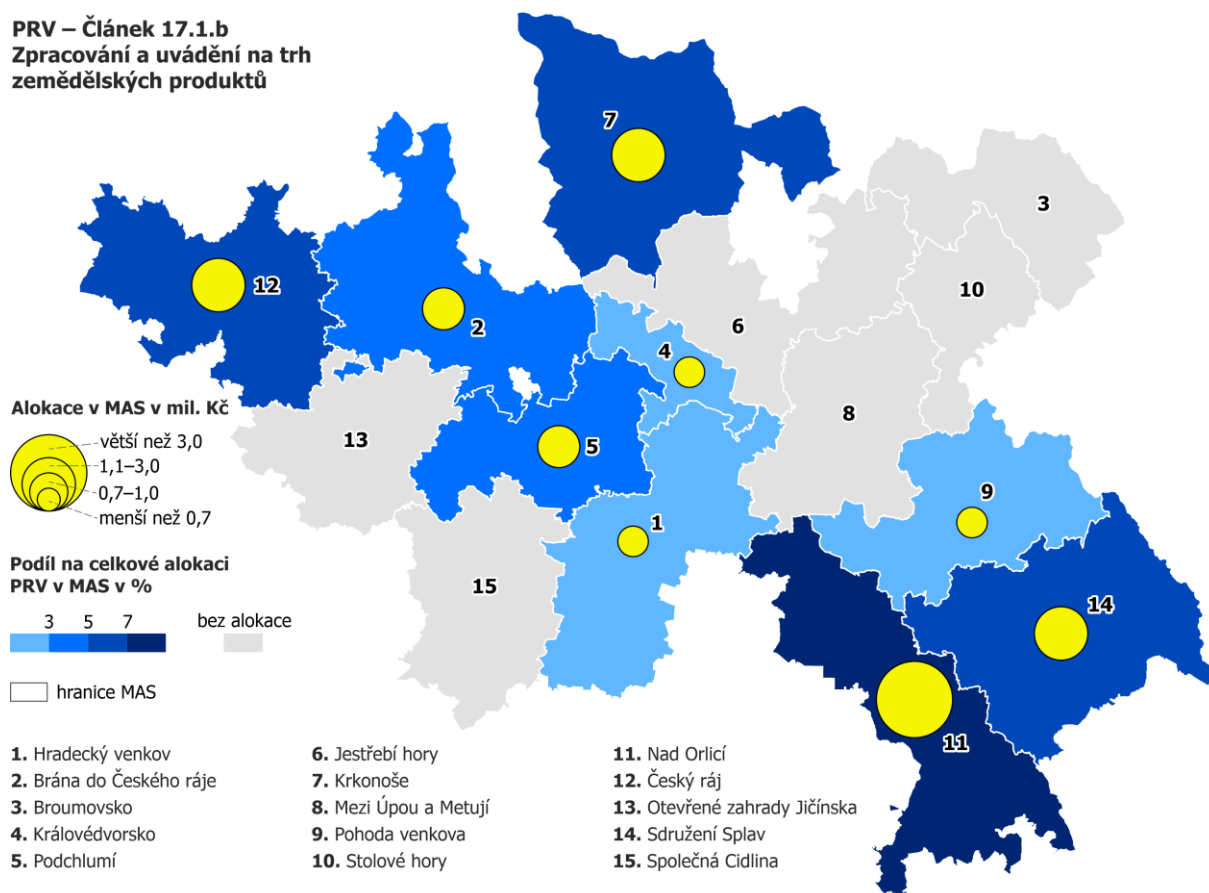 PRV – Článek 17.1.b
Zpracování a uvádění na trh
zemědělských produktů
7
3
12
10
2
6
4
Alokace v MAS v mil. Kč
větší než 3,0
1,1–3,0
0,7–1,0
menší než 0,7
13
8
5
9
1
Podíl na celkové alokaci
PRV v MAS v %
3 5 7 bez alokace
15
14
hranice MAS
11
1. Hradecký venkov
2. Brána do Českého ráje
3. Broumovsko
4. Královédvorsko
5. Podchlumí
6. Jestřebí hory
7. Krkonoše
8. Mezi Úpou a Metují
9. Pohoda venkova
10. Stolové hory
11. Nad Orlicí
12. Český ráj
13. Otevřené zahrady Jičínska
14. Sdružení Splav
15. Společná Cidlina